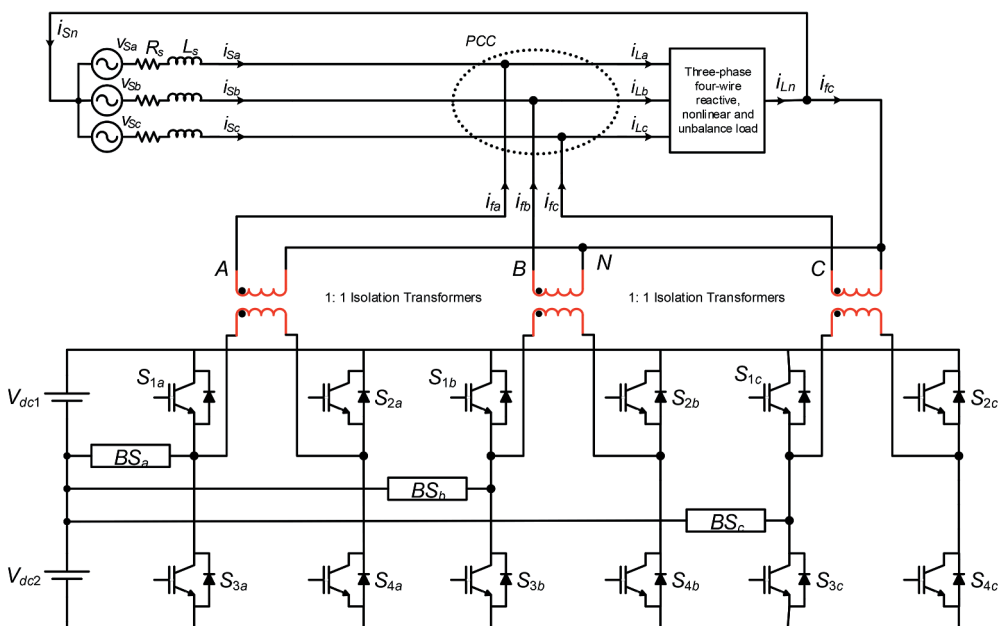 iSn
vSa
Rs
Ls
iSa
PCC
iLa
vSb
iSb
iLb
vSc
iSc
iLc
Three-phase
four-wire
reactive,
nonlinear and
unbalance load
iLn
ifc
ifa
ifb
ifc
A
B
N
C
1: 1 Isolation Transformers
1: 1 Isolation Transformers
Vdc1
S1a
S2a
S1b
S2b
S1c
S2c
BSa
BSb
BSc
Vdc2
S3a
S4a
S3b
S4b
S3c
S4c